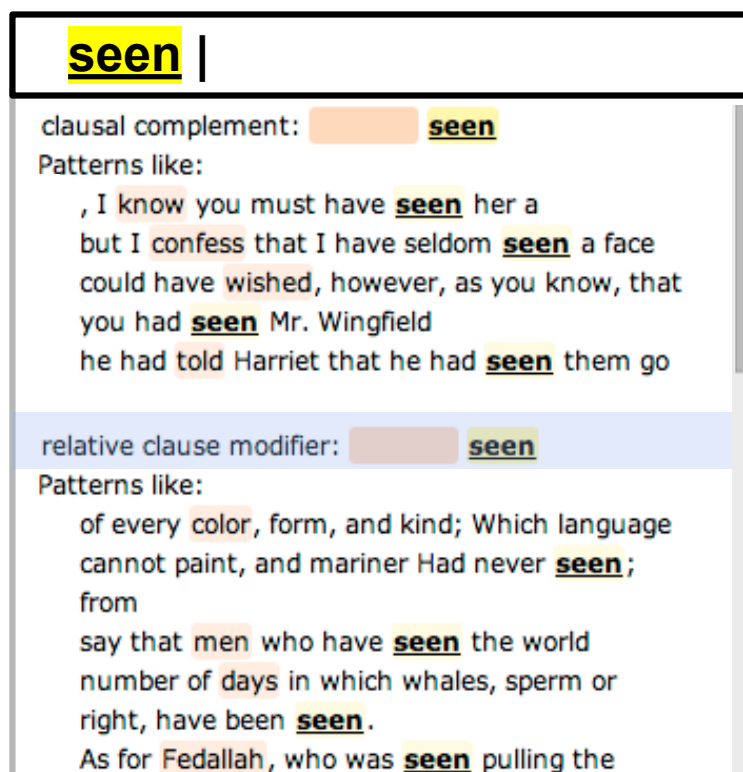 seen |
clausal complement: seen
Patterns like:
, I know you must have seen her a
but I confess that I have seldom seen a face
could have wished, however, as you know, that
you had seen Mr. Wingfield
he had told Harriet that he had seen them go
relative clause modifier: seen
Patterns like:
of every color, form, and kind; Which language
cannot paint, and mariner Had never seen;
from
say that men who have seen the world
number of days in which whales, sperm or
right, have been seen.
As for Fedallah, who was seen pulling the